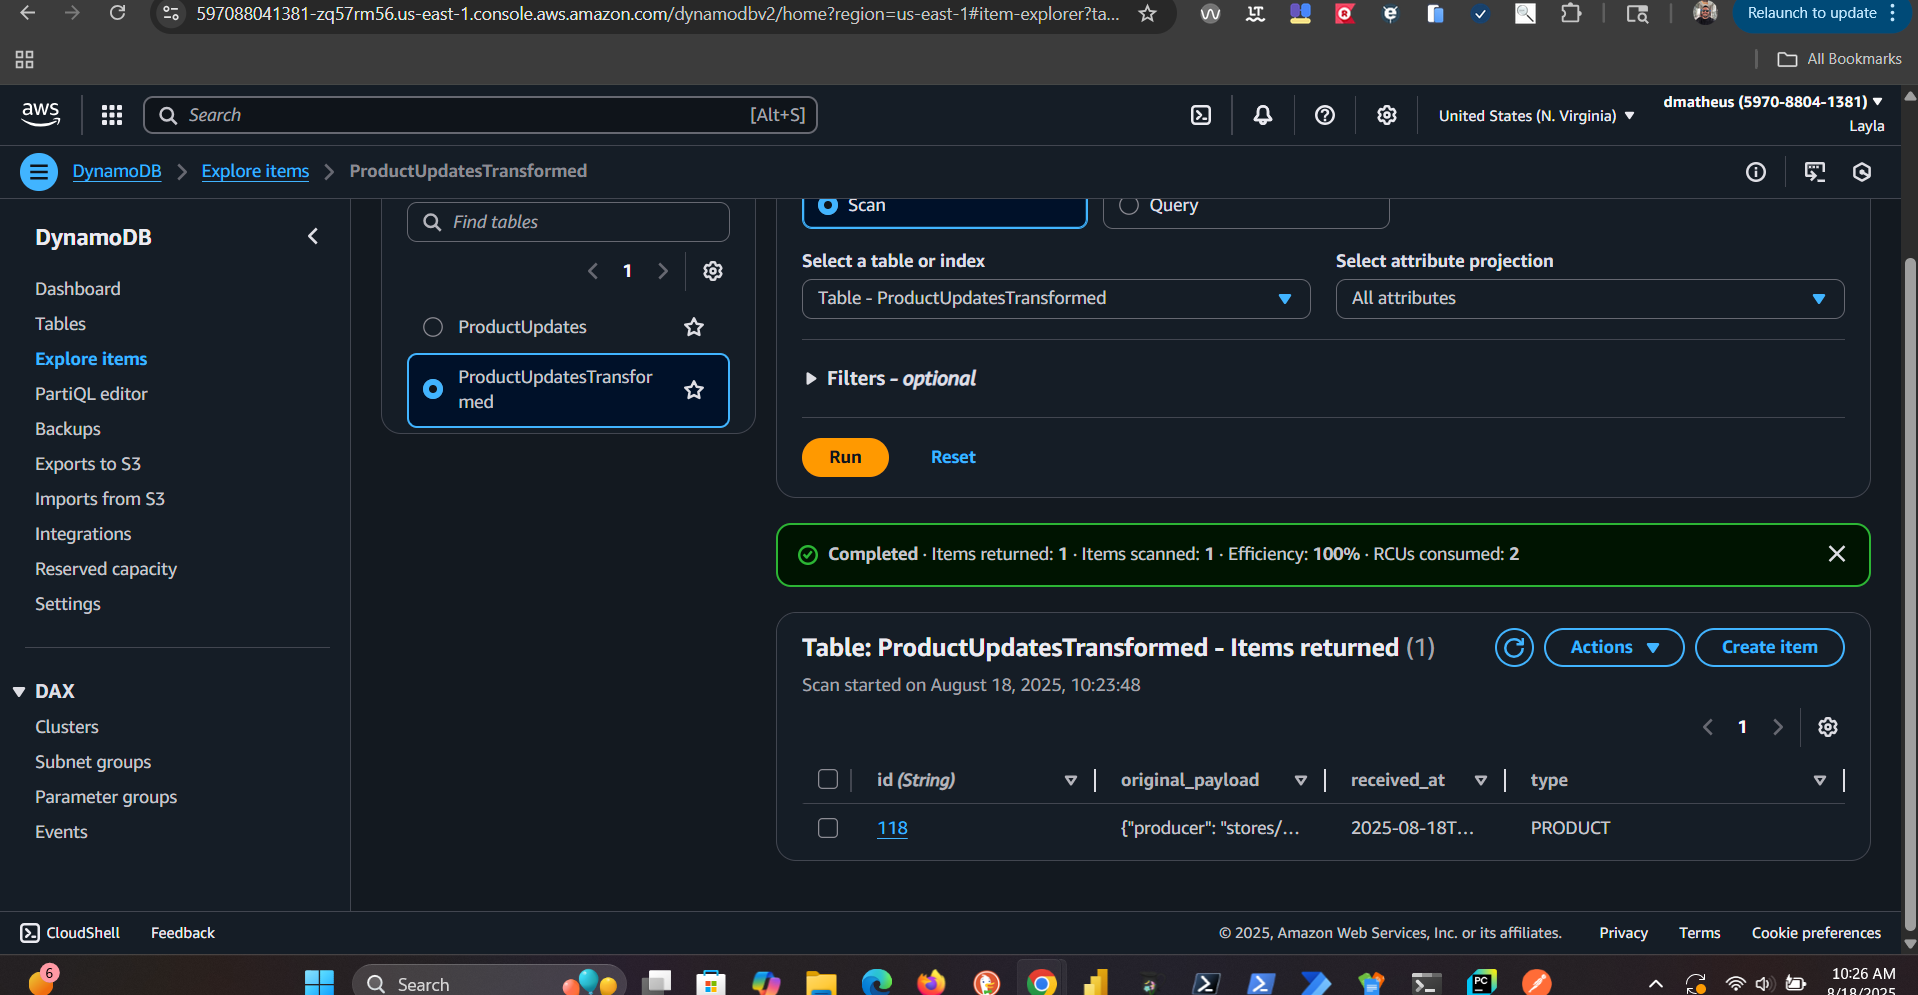 597088041381-zq57rm56.us-east-1.console.aws.amazon.com/dynamodbv2/home?region=us-east-1#item-explorer?ta...
Relaunch to update
All Bookmarks
aws
Search
[Alt+S]
United States (N. Virginia)
dmatheus (5970-8804-1381)
Layla
DynamoDB
Explore items
ProductUpdatesTransformed
DynamoDB
Dashboard
Tables
Explore items
PartiQL editor
Backups
Exports to S3
Imports from S3
Integrations
Reserved capacity
Settings
DAX
Clusters
Subnet groups
Parameter groups
Events
Find tables
1
ProductUpdates
ProductUpdatesTransfor
med
Scan
Query
Select a table or index
Select attribute projection
Table - ProductUpdatesTransformed
All attributes
Filters - optional
Run
Reset
Completed · Items returned: 1 · Items scanned: 1 · Efficiency: 100% · RCUs consumed: 2
Table: ProductUpdatesTransformed - Items returned (1)
Actions
Create item
Scan started on August 18, 2025, 10:23:48
1
id (String)
original_payload
received_at
type
118
{"producer": "stores/...
2025-08-18T...
PRODUCT
CloudShell
Feedback
© 2025, Amazon Web Services, Inc. or its affiliates.
Privacy
Terms
Cookie preferences
6
Search
PC
10:26 AM
8/18/2025